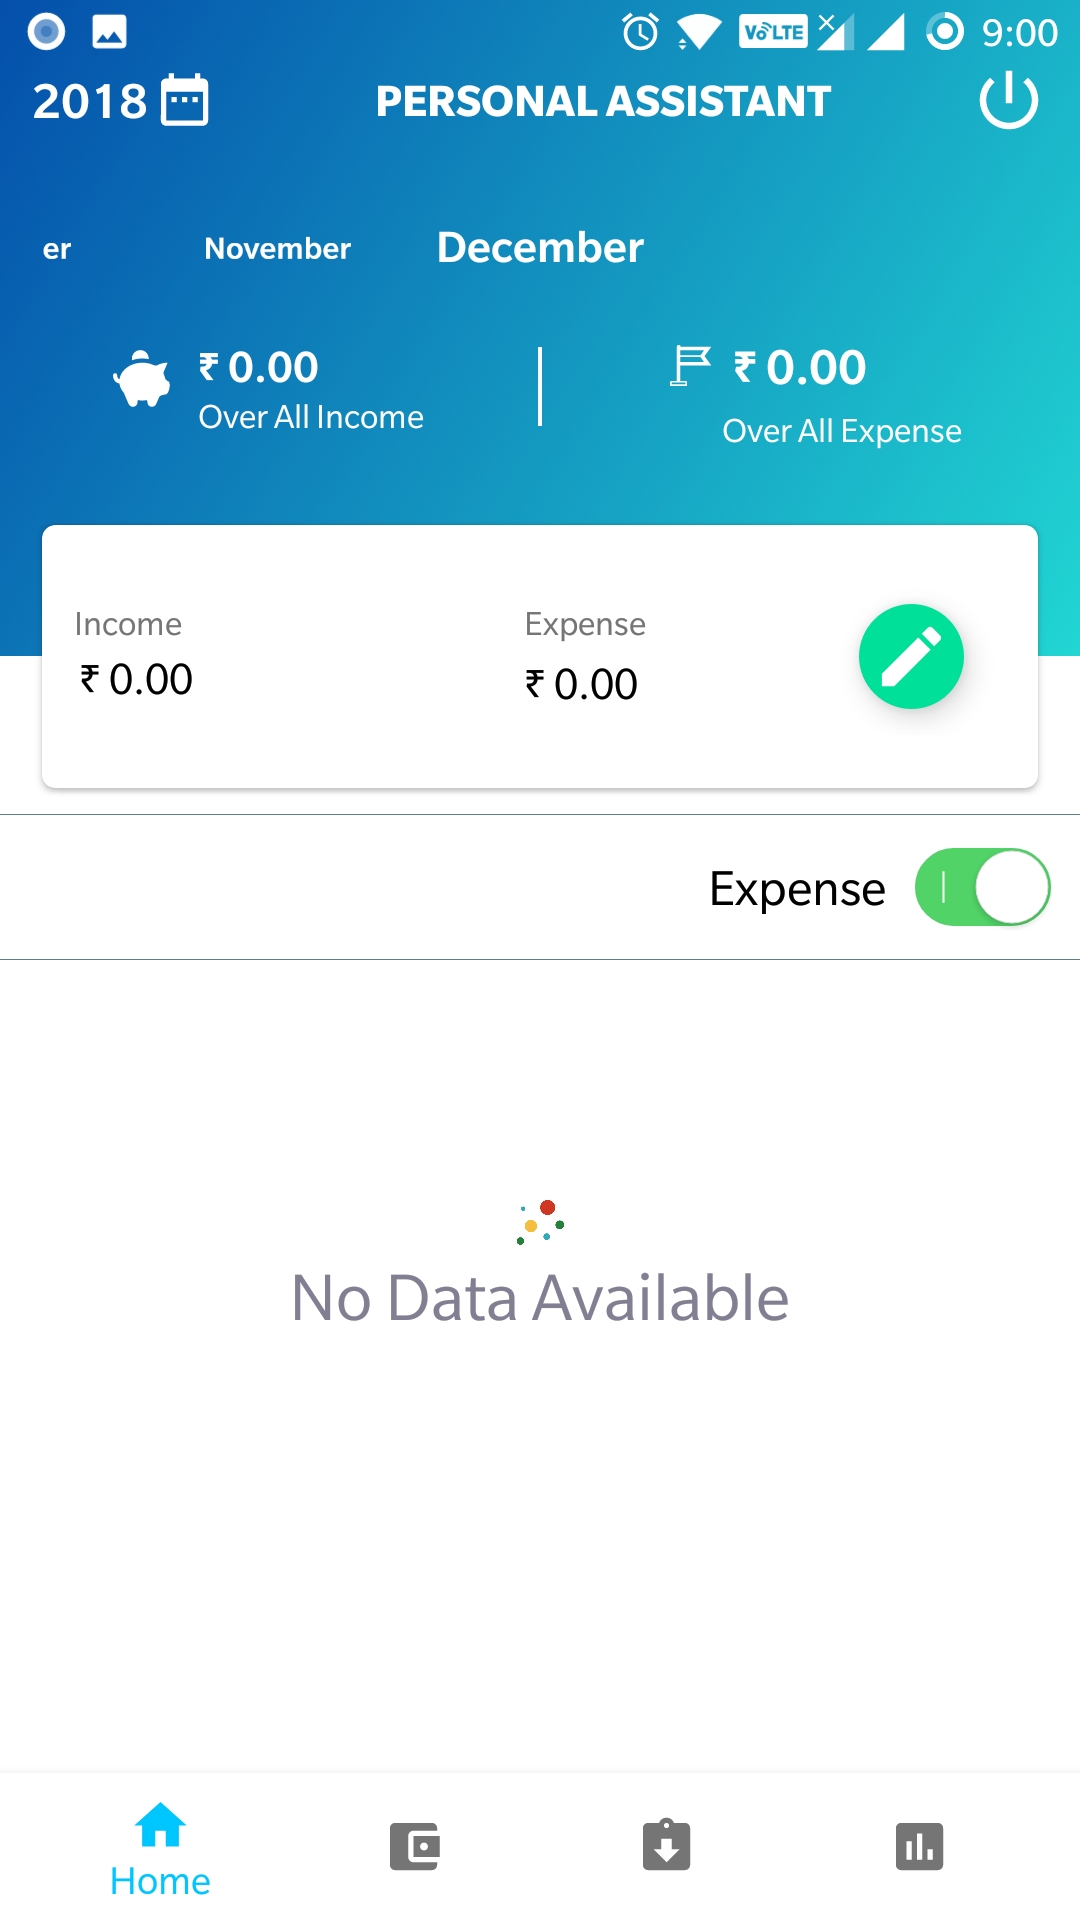 VoLTE 9:00
2018 PERSONAL ASSISTANT
er November December
₹ 0.00 ₹ 0.00
Over All Income Over All Expense
Income Expense
₹ 0.00 ₹ 0.00
Expense
No Data Available
Home